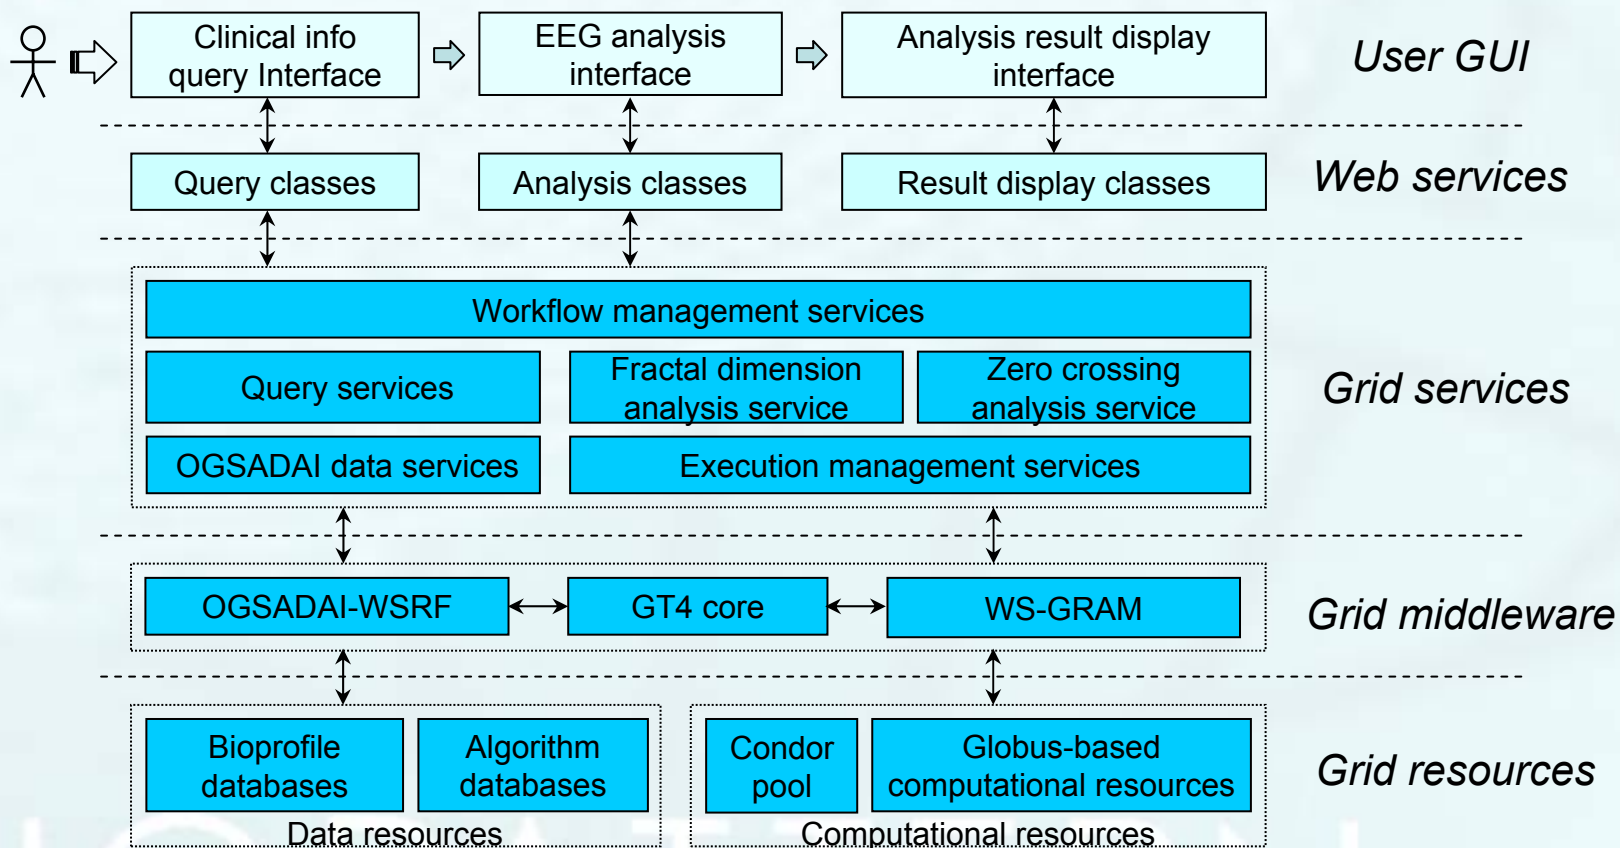 Clinical info
query Interface
EEG analysis
interface
Analysis result display
interface
User GUI
Query classes
Analysis classes
Result display classes
Web services
Workflow management services
Query services
Fractal dimension
analysis service
Zero crossing
analysis service
Grid services
OGSADAI data services
Execution management services
OGSADAI-WSRF
GT4 core
WS-GRAM
Grid middleware
Bioprofile
databases
Algorithm
databases
Condor
pool
Globus-based
computational resources
Grid resources
Data resources
Computational resources